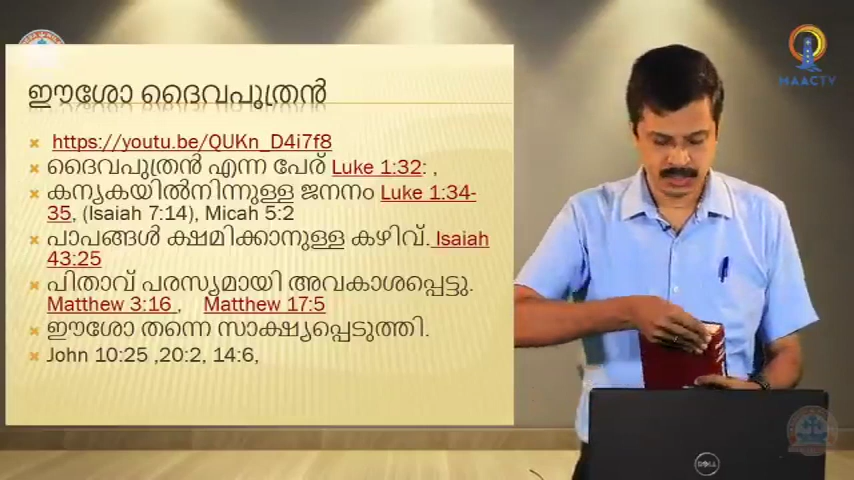 ഈശോ ദൈവപുത്രൻ
https://youtu.be/QUKn_D4i7f8
ദൈവപുത്രൻ എന്ന പേര് Luke 1:32: ,
കന്യകയിൽനിന്നുള്ള ജനനം Luke 1:34-
35, (Isaiah 7:14), Micah 5:2
പാപങ്ങൾ ക്ഷമിക്കാനുള്ള കഴിവ്. Isaiah
43:25
പിതാവ് പരസ്യമായി അവകാശപ്പെട്ടു.
Matthew 3:16 , Matthew 17:5
ഈശോ തന്നെ സാക്ഷ്യപ്പെടുത്തി.
John 10:25 ,20:2, 14:6,
MAACTV
DELL